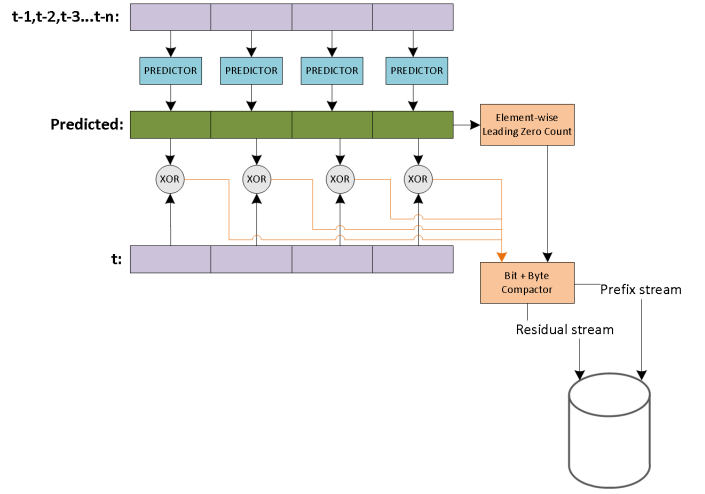 t-1,t-2,t-3...t-n:
PREDICTOR
PREDICTOR
PREDICTOR
PREDICTOR
Predicted:
Element-wise
Leading Zero Count
XOR
XOR
XOR
XOR
t:
Bit + Byte
Compactor
Prefix stream
Residual stream